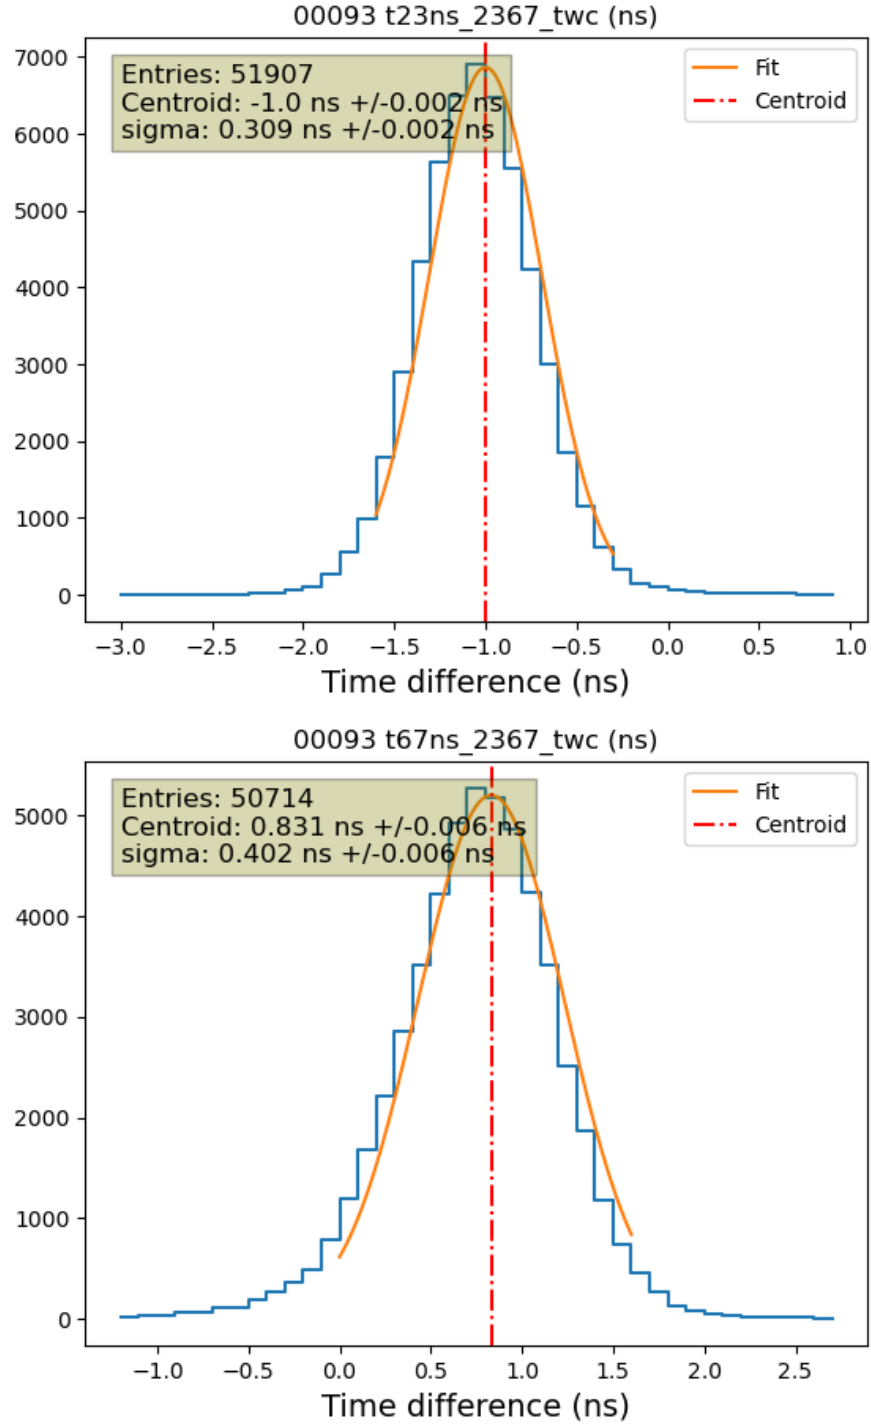 00093 t23ns_2367_twc (ns)
7000
6000
5000
4000
3000
2000
1000
0
Entries: 51907
Centroid: -1.0 ns +/-0.002 ns
sigma: 0.309 ns +/-0.002 ns
Fit
Centroid
−3.0 −2.5 −2.0 −1.5 −1.0 −0.5 0.0 0.5 1.0
Time difference (ns)
00093 t67ns_2367_twc (ns)
5000
4000
3000
2000
1000
0
Entries: 50714
Centroid: 0.831 ns +/-0.006 ns
sigma: 0.402 ns +/-0.006 ns
Fit
Centroid
−1.0 −0.5 0.0 0.5 1.0 1.5 2.0 2.5
Time difference (ns)